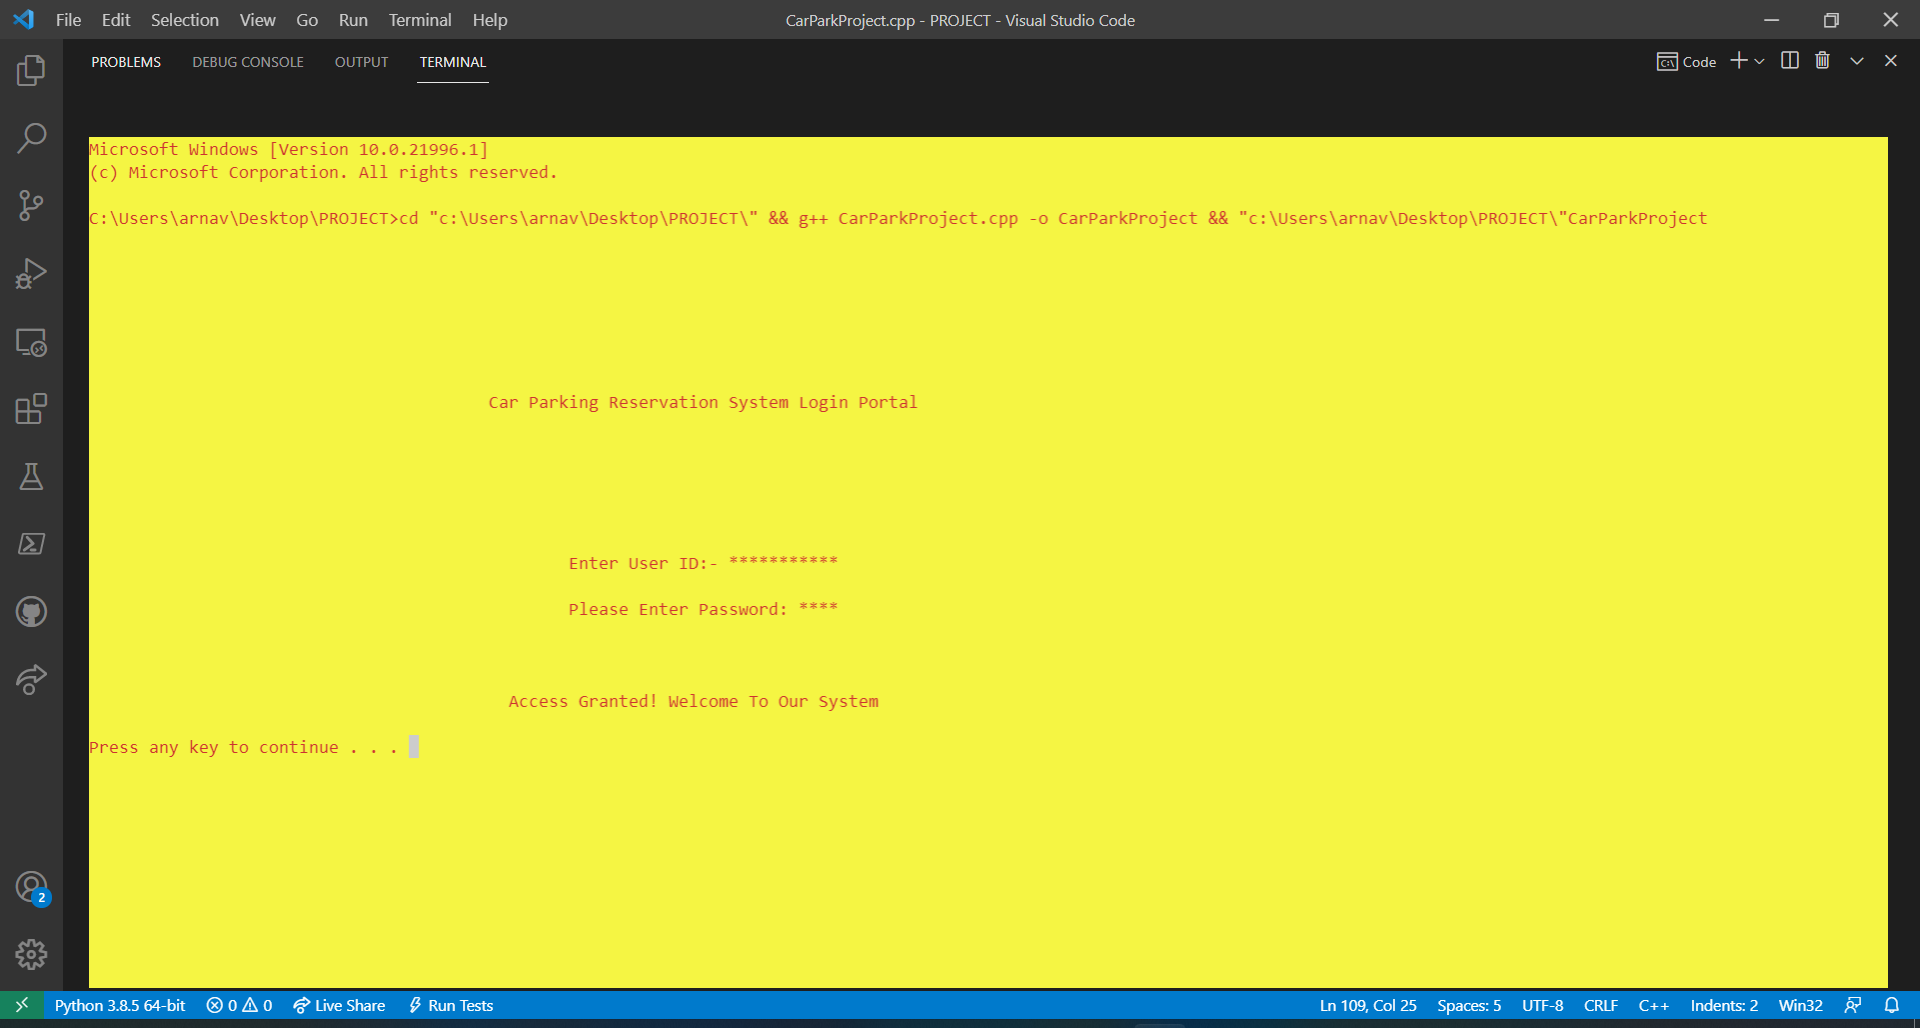 File Edit Selection View Go Run Terminal Help
CarParkProject.cpp - PROJECT - Visual Studio Code
PROBLEMS DEBUG CONSOLE OUTPUT TERMINAL
Code
Microsoft Windows [Version 10.0.21996.1]
(c) Microsoft Corporation. All rights reserved.
C:\Users\arnav\Desktop\PROJECT>cd "c:\Users\arnav\Desktop\PROJECT\" && g++ CarParkProject.cpp -o CarParkProject && "c:\Users\arnav\Desktop\PROJECT\"CarParkProject
Car Parking Reservation System Login Portal
Enter User ID:- ***********
Please Enter Password: ****
Access Granted! Welcome To Our System
Press any key to continue . . .
2
Python 3.8.5 64-bit 0 0 Live Share Run Tests Ln 109, Col 25 Spaces: 5 UTF-8 CRLF C++ Indents: 2 Win32